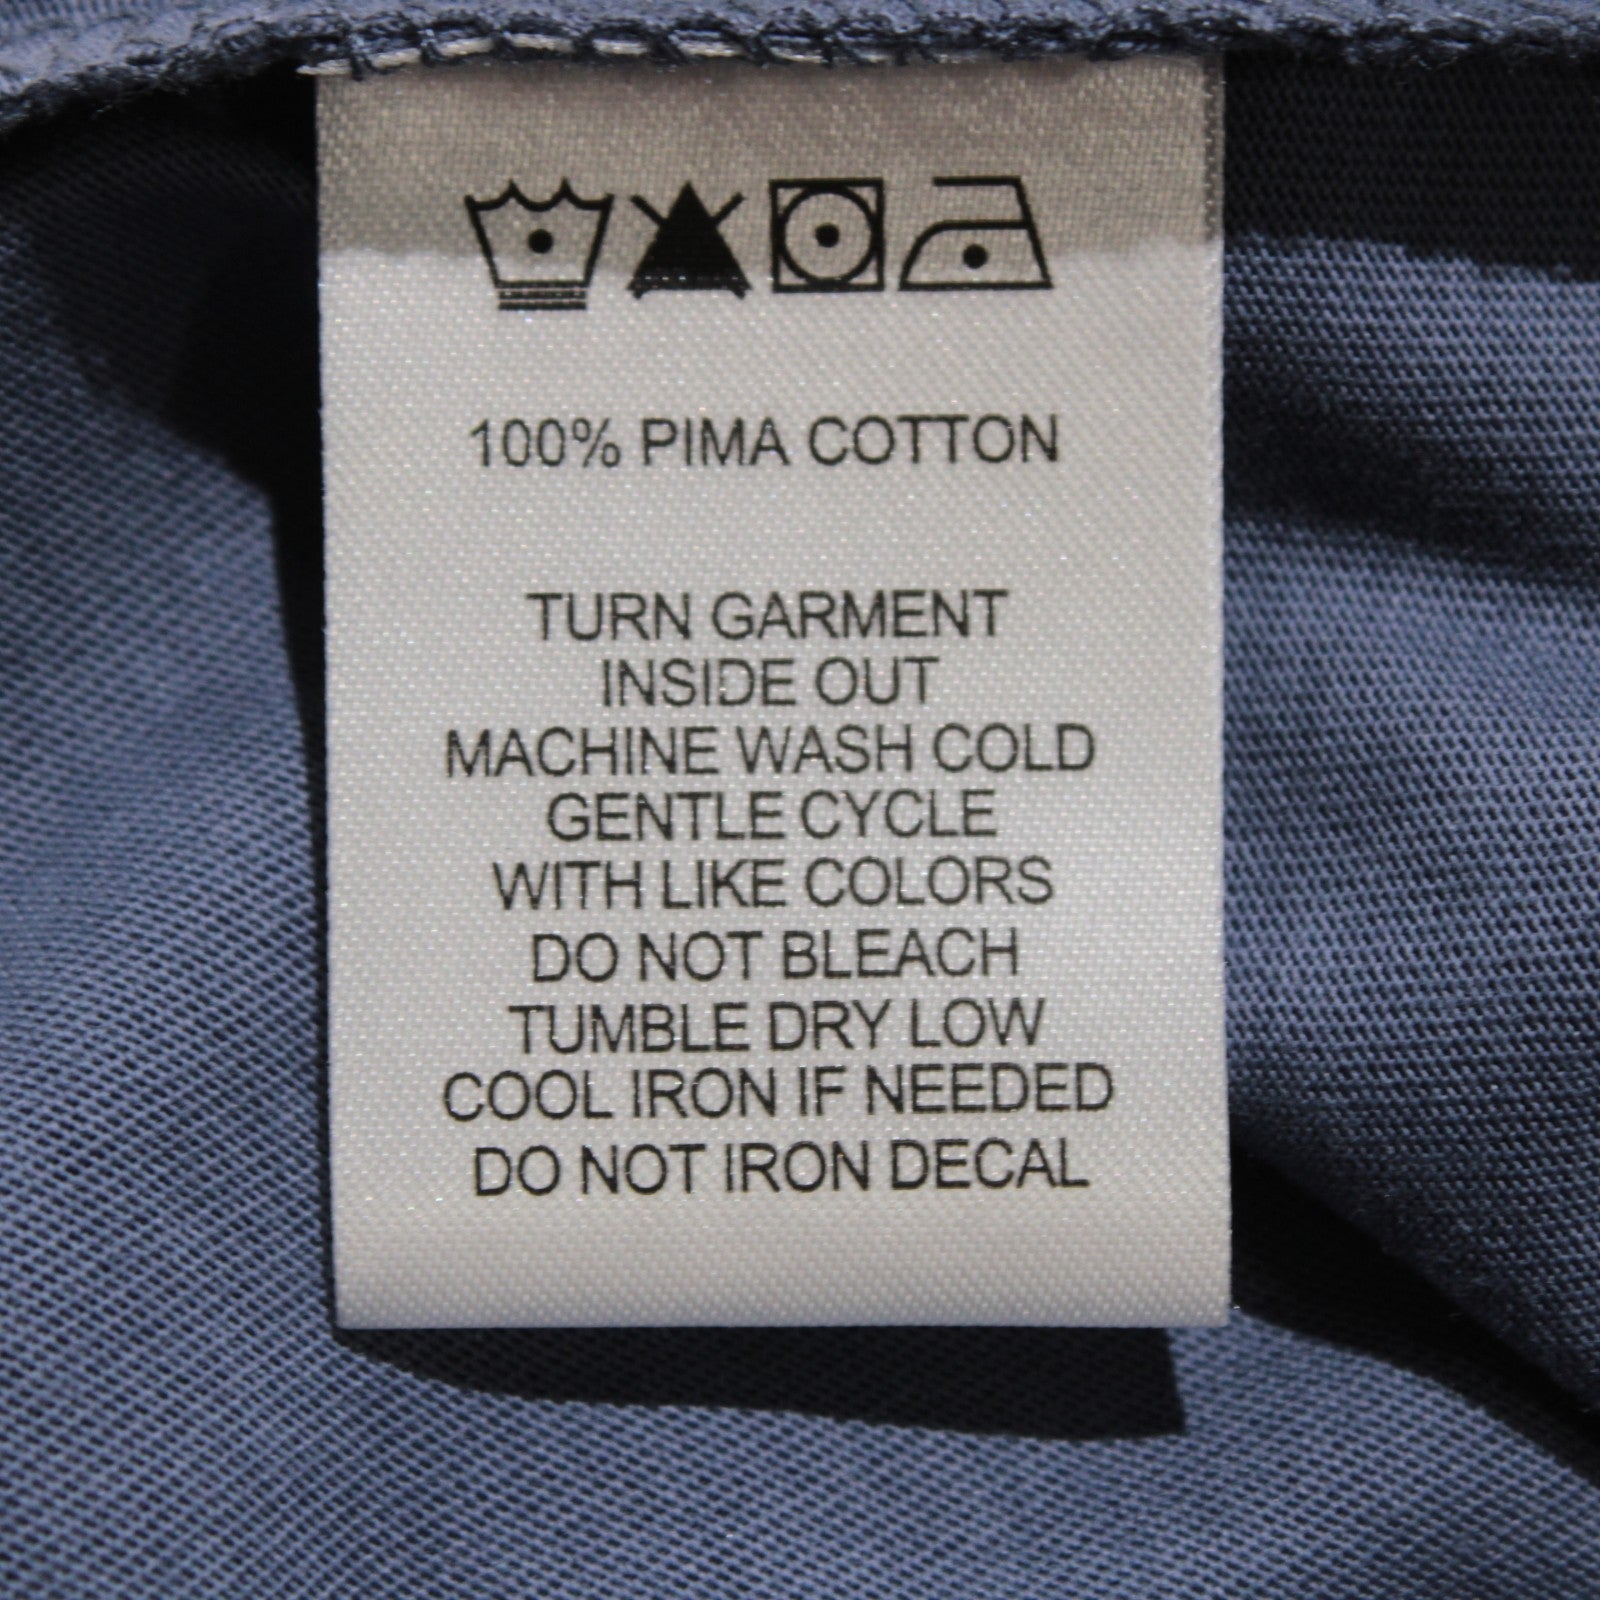 100% PIMA COTTON
TURN GARMENT
INSIDE OUT
MACHINE WASH COLD
GENTLE CYCLE
WITH LIKE COLORS
DO NOT BLEACH
TUMBLE DRY LOW
COOL IRON IF NEEDED
DO NOT IRON DECAL